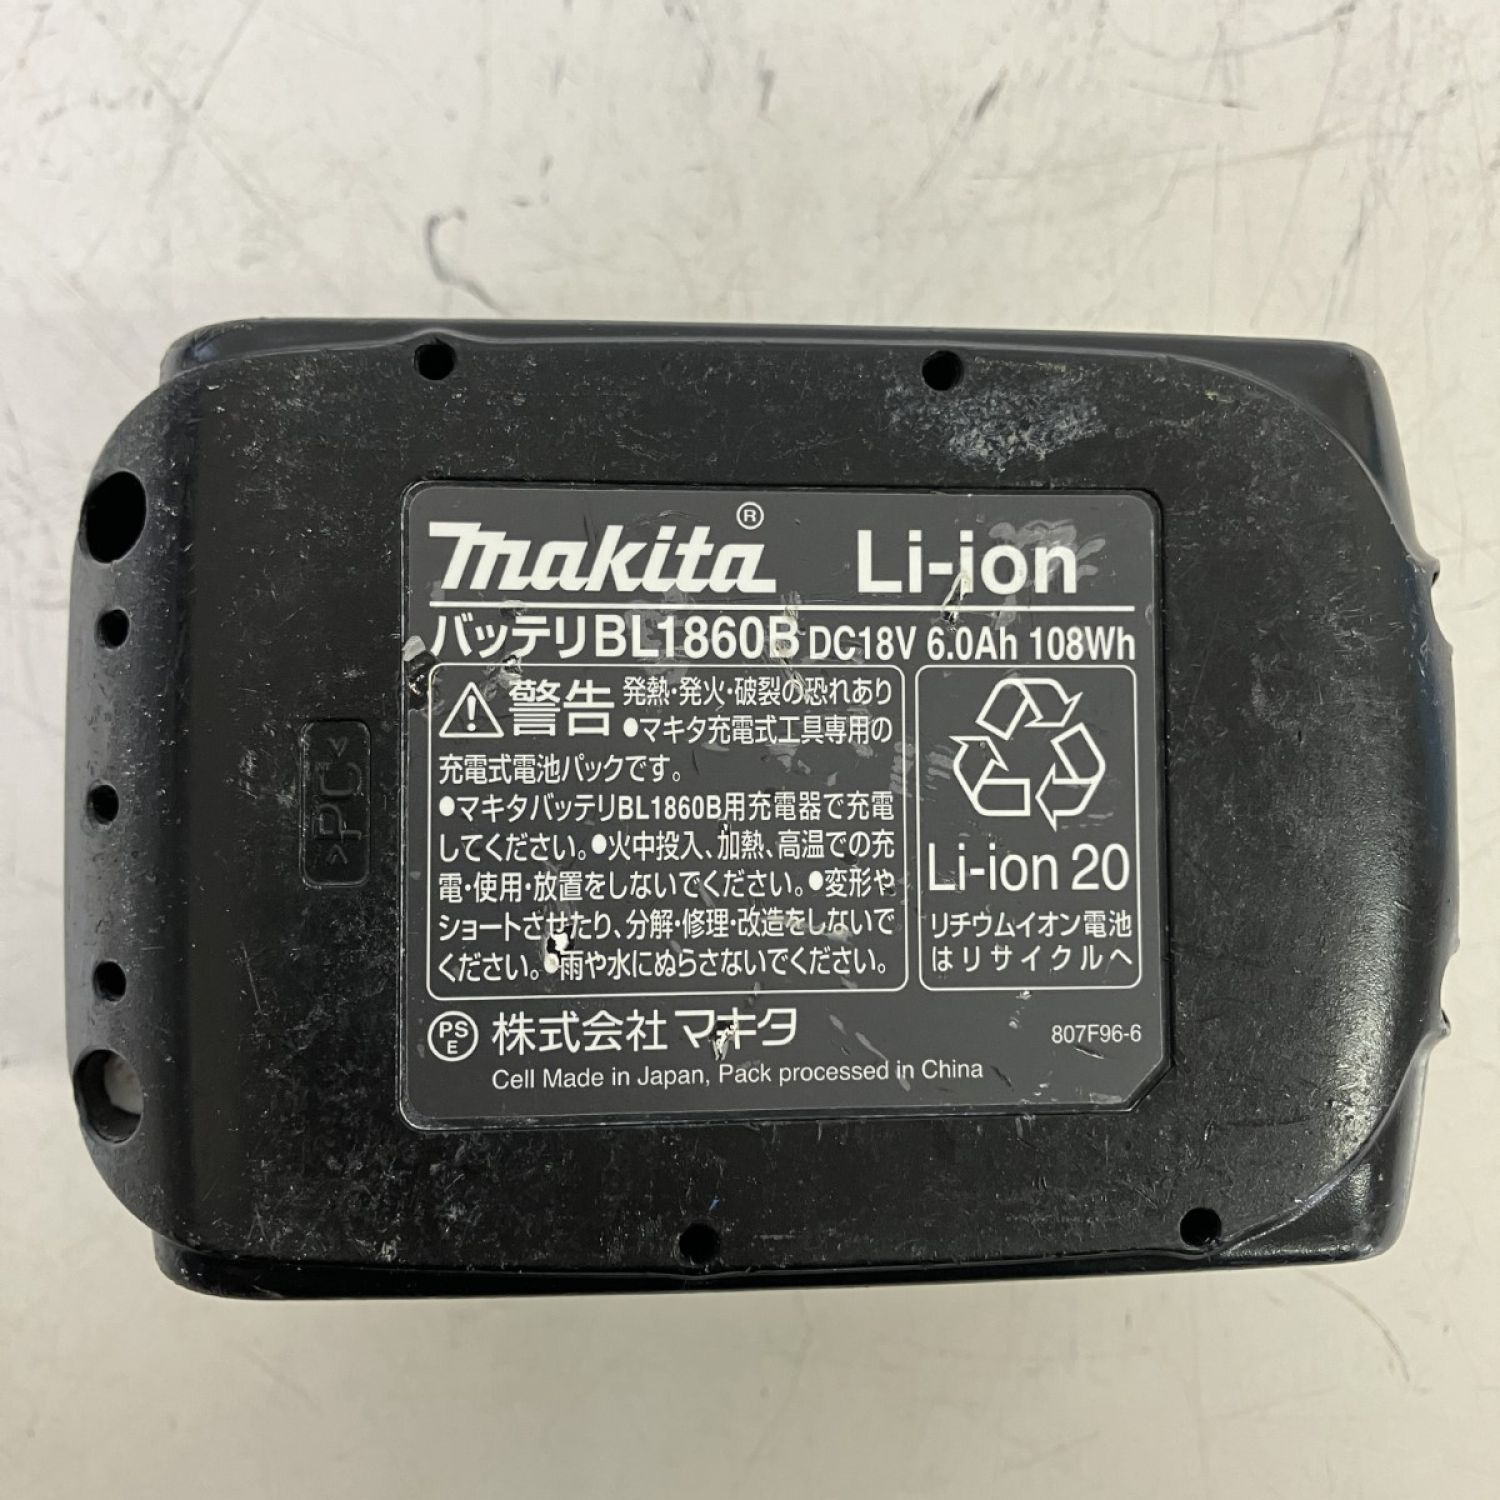 makita® Li-ion
バッテリBL1860B DC18V 6.0Ah 108Wh
警告 発熱・発火・破裂の恐れあり
●マキタ充電式工具専用の
充電式電池パックです。
●マキタバッテリBL1860B用充電器で充電
してください。●火中投入、加熱、高温での充
電・使用・放置をしないでください。●変形や
ショートさせたり、分解・修理・改造をしないで
ください。●雨や水にぬらさないでください。
Li-ion 20
リチウムイオン電池
はリサイクルへ
PS
E
株式会社マキタ
807F96-6
Cell Made in Japan, Pack processed in China
>PC<